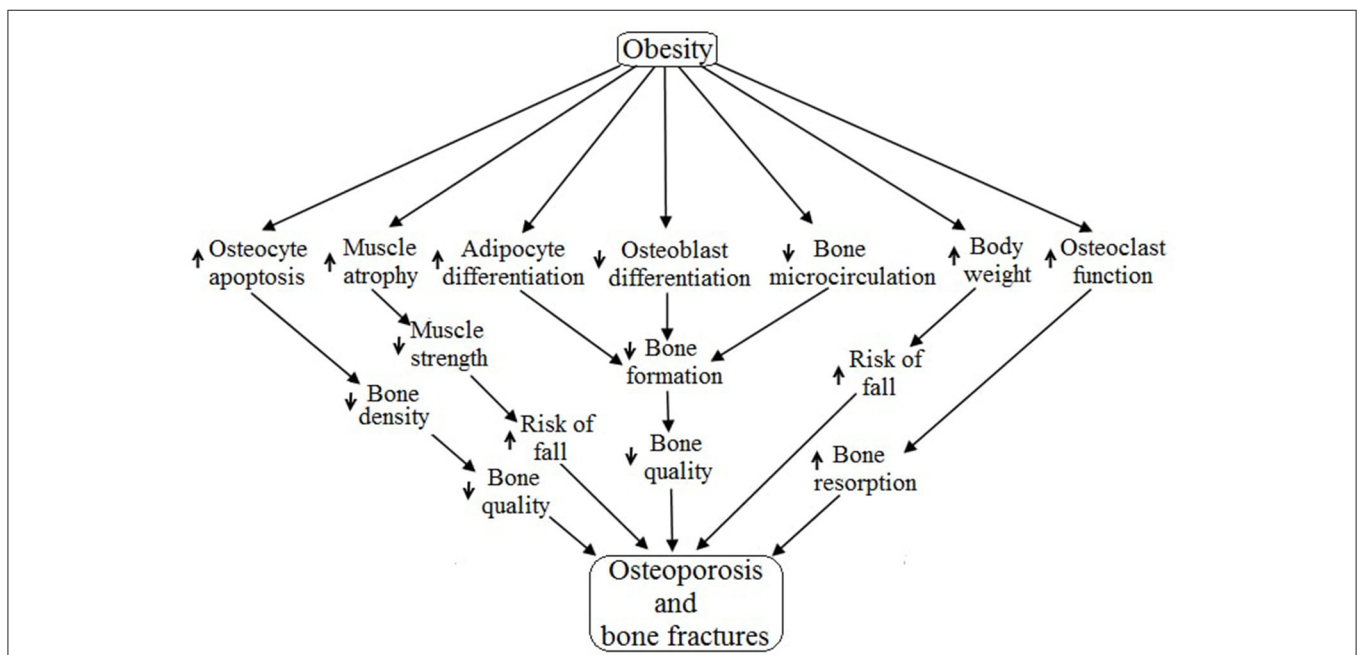 Obesity
↑ Osteocyte
apoptosis
↑ Muscle
atrophy
↑ Adipocyte
differentiation
↓ Osteoblast
differentiation
↓ Bone
microcirculation
↑ Body
weight
↑ Osteoclast
function
↓ Muscle
strength
↓ Bone
formation
↑ Risk of
fall
↓ Bone
density
↑ Risk of
fall
↓ Bone
quality
↑ Bone
resorption
↓ Bone
quality
Osteoporosis
and
bone fractures